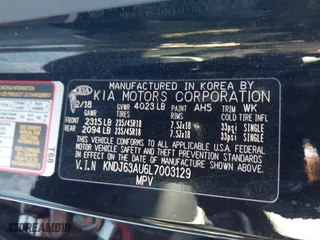 MANUFACTURED IN KOREA BY
KIA KIA MOTORS CORPORATION
12/18 GVWR 4023 LB PAINT AH5 TRIM WK
GAWR TIRES RIMS COLD TIRE INFL
FRONT 2315 LB 235/45R18 7.5JX18 33psi SINGLE
REAR 2094 LB 235/45R18 7.5JX18 33psi SINGLE
THIS VEHICLE CONFORMS TO ALL APPLICABLE FEDERAL
MOTOR VEHICLE SAFETY AND THEFT PREVENTION STANDARDS
IN EFFECT ON THE DATE OF MANUFACTURE SHOWN ABOVE.
V.I.N KNDJ63AU6L7003129
MPV
T68
DREAMBID